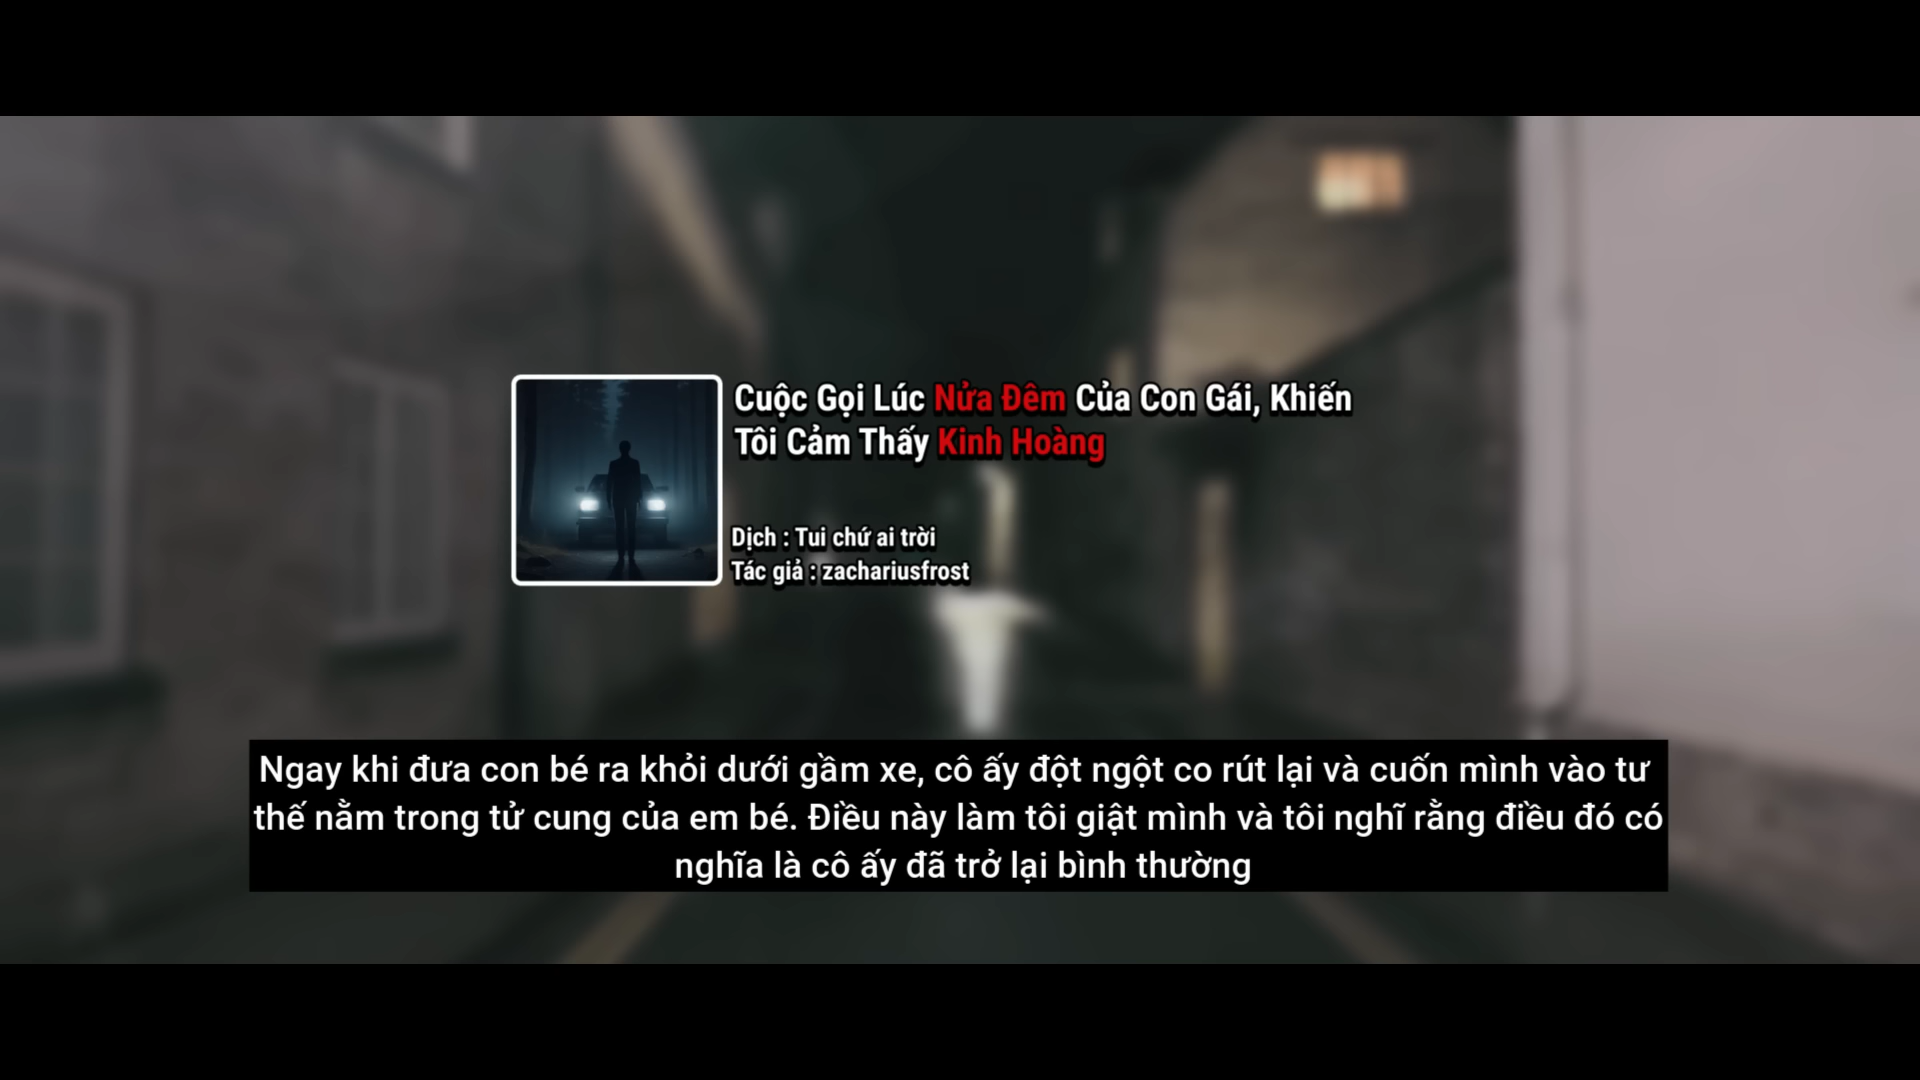 Cuộc Gọi Lúc Nửa Đêm Của Con Gái, Khiến
Tôi Cảm Thấy Kinh Hoàng
Dịch : Tui chứ ai trời
Tác giả : zachariusfrost
Ngay khi đưa con bé ra khỏi dưới gầm xe, cô ấy đột ngột co rút lại và cuốn mình vào tư
thế nằm trong tử cung của em bé. Điều này làm tôi giật mình và tôi nghĩ rằng điều đó có
nghĩa là cô ấy đã trở lại bình thường